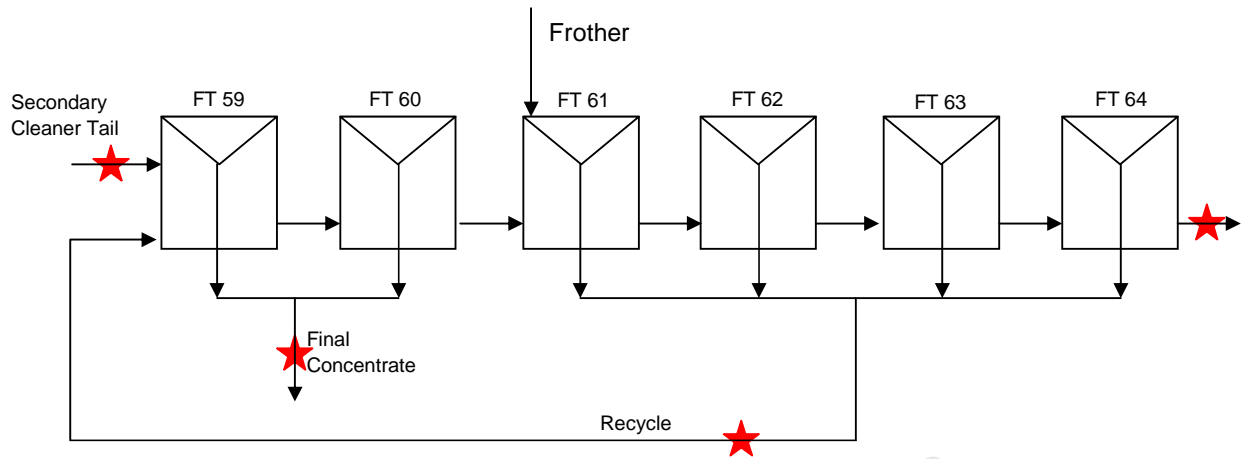 Frother
FT 59
FT 60
FT 61
FT 62
FT 63
FT 64
Secondary
Cleaner Tail
Final
Concentrate
Recycle